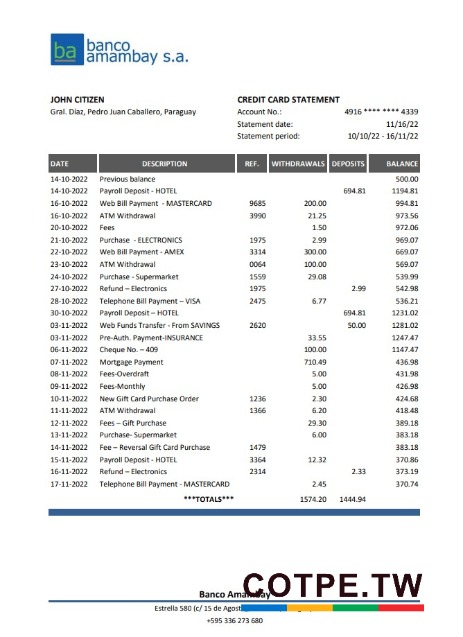 ba banco
amambay s.a.
JOHN CITIZEN
Gral. Díaz, Pedro Juan Caballero, Paraguay
CREDIT CARD STATEMENT
Account No.: 4916 **** **** 4339
Statement date: 11/16/22
Statement period: 10/10/22 - 16/11/22
DATE DESCRIPTION REF. WITHDRAWALS DEPOSITS BALANCE
14-10-2022 Previous balance 500.00
14-10-2022 Payroll Deposit - HOTEL 694.81 1194.81
16-10-2022 Web Bill Payment - MASTERCARD 9685 200.00 994.81
16-10-2022 ATM Withdrawal 3990 21.25 973.56
20-10-2022 Fees 1.50 972.06
21-10-2022 Purchase - ELECTRONICS 1975 2.99 969.07
22-10-2022 Web Bill Payment - AMEX 3314 300.00 669.07
23-10-2022 ATM Withdrawal 0064 100.00 569.07
24-10-2022 Purchase - Supermarket 1559 29.08 539.99
27-10-2022 Refund – Electronics 1975 2.99 542.98
28-10-2022 Telephone Bill Payment – VISA 2475 6.77 536.21
30-10-2022 Payroll Deposit – HOTEL 694.81 1231.02
03-11-2022 Web Funds Transfer - From SAVINGS 2620 50.00 1281.02
03-11-2022 Pre-Auth. Payment-INSURANCE 33.55 1247.47
06-11-2022 Cheque No. – 409 100.00 1147.47
07-11-2022 Mortgage Payment 710.49 436.98
08-11-2022 Fees-Overdraft 5.00 431.98
09-11-2022 Fees-Monthly 5.00 426.98
10-11-2022 New Gift Card Purchase Order 1236 2.30 424.68
11-11-2022 ATM Withdrawal 1366 6.20 418.48
12-11-2022 Fees – Gift Purchase 29.30 389.18
13-11-2022 Purchase- Supermarket 6.00 383.18
14-11-2022 Fee – Reversal Gift Card Purchase 1479 383.18
15-11-2022 Payroll Deposit - HOTEL 3364 12.32 370.86
16-11-2022 Refund – Electronics 2314 2.33 373.19
17-11-2022 Telephone Bill Payment - MASTERCARD 2.45 370.74
***TOTALS*** 1574.20 1444.94
Banco Amambay
COTPE.TW
Estrella 580 (c/ 15 de Agosto
+595 336 273 680